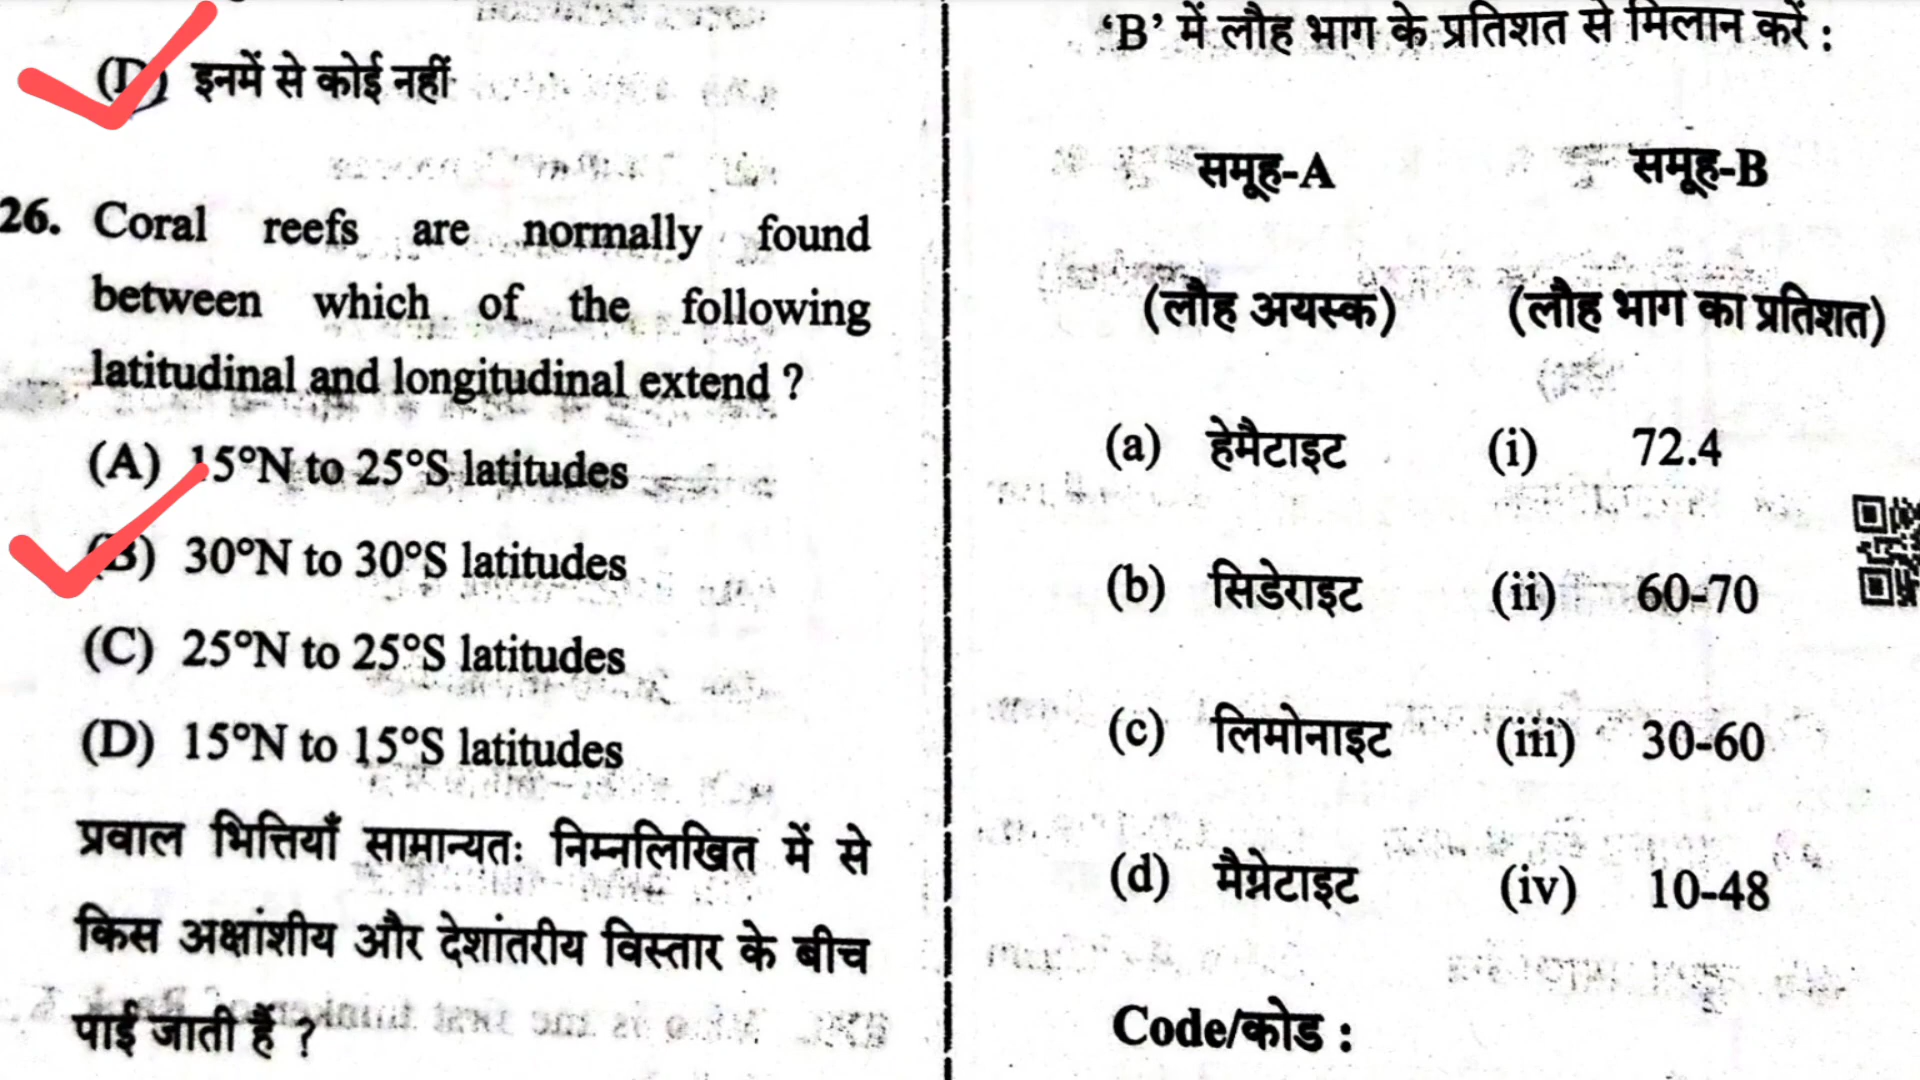 (D) इनमें से कोई नहीं
26. Coral reefs are normally found
between which of the following
latitudinal and longitudinal extend ?
(A) 15°N to 25°S latitudes
(B) 30°N to 30°S latitudes
(C) 25°N to 25°S latitudes
(D) 15°N to 15°S latitudes
प्रवाल भित्तियाँ सामान्यतः निम्नलिखित में से
किस अक्षांशीय और देशांतरीय विस्तार के बीच
पाई जाती हैं ?
‘B’ में लौह भाग के प्रतिशत से मिलान करें :
समूह-A समूह-B
(लौह अयस्क) (लौह भाग का प्रतिशत)
(a) हेमैटाइट (i) 72.4
(b) सिडेराइट (ii) 60-70
(c) लिमोनाइट (iii) 30-60
(d) मैग्नेटाइट (iv) 10-48
Code/कोड :